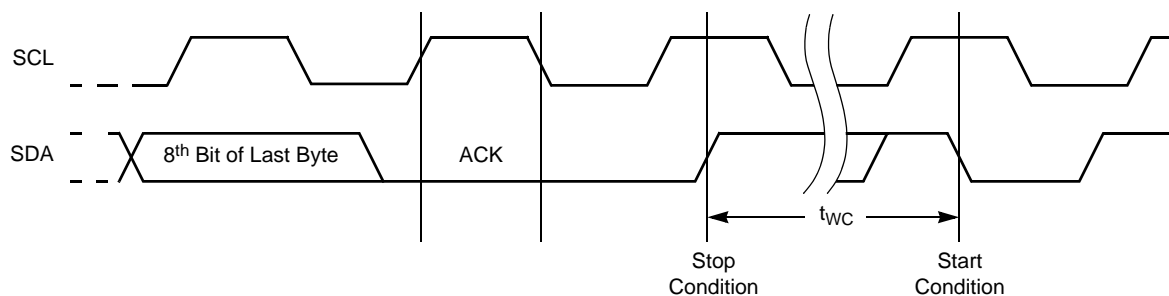 SCL
SDA
8th Bit of Last Byte
ACK
tWC
Stop
Condition
Start
Condition